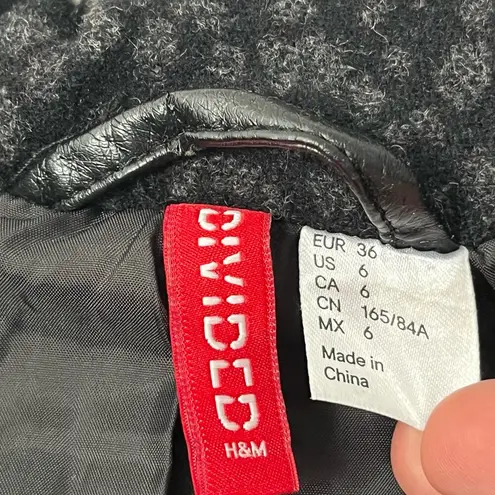 DIVIDED
H&M
EUR 36
US 6
CA 6
CN 165/84A
MX 6
Made in
China